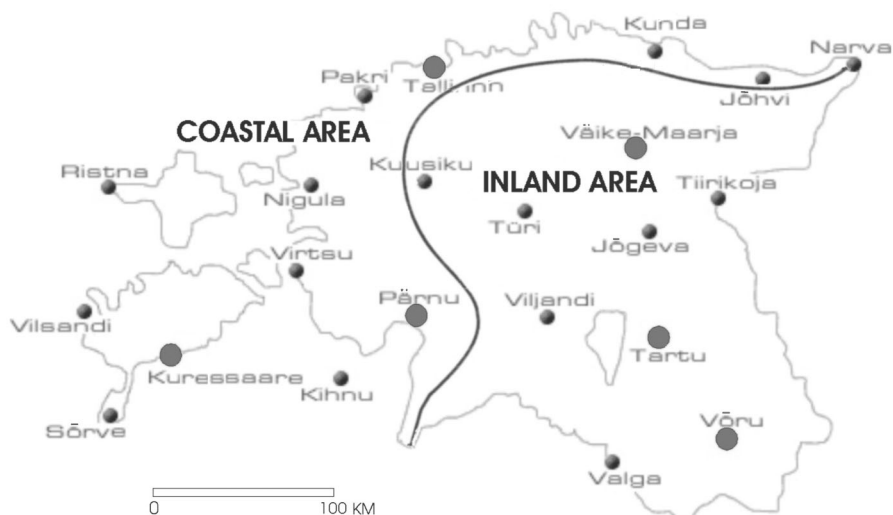 Kunda
Narva
Pakri
Tallinn
Jõhvi
COASTAL AREA
Väike-Maarja
Ristna
Kuusiku
INLAND AREA
Tiirikoja
Nigula
Türi
Jõgeva
Virtsu
Pärnu
Viljandi
Vilsandi
Tartu
Kuressaare
Kihnu
Sõrve
Võru
Valga
0
100 KM